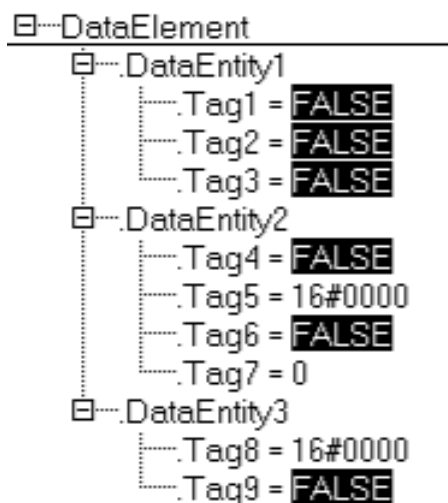 DataElement
.DataEntity1
.Tag1 = FALSE
.Tag2 = FALSE
.Tag3 = FALSE
.DataEntity2
.Tag4 = FALSE
.Tag5 = 16#0000
.Tag6 = FALSE
.Tag7 = 0
.DataEntity3
.Tag8 = 16#0000
.Tag9 = FALSE